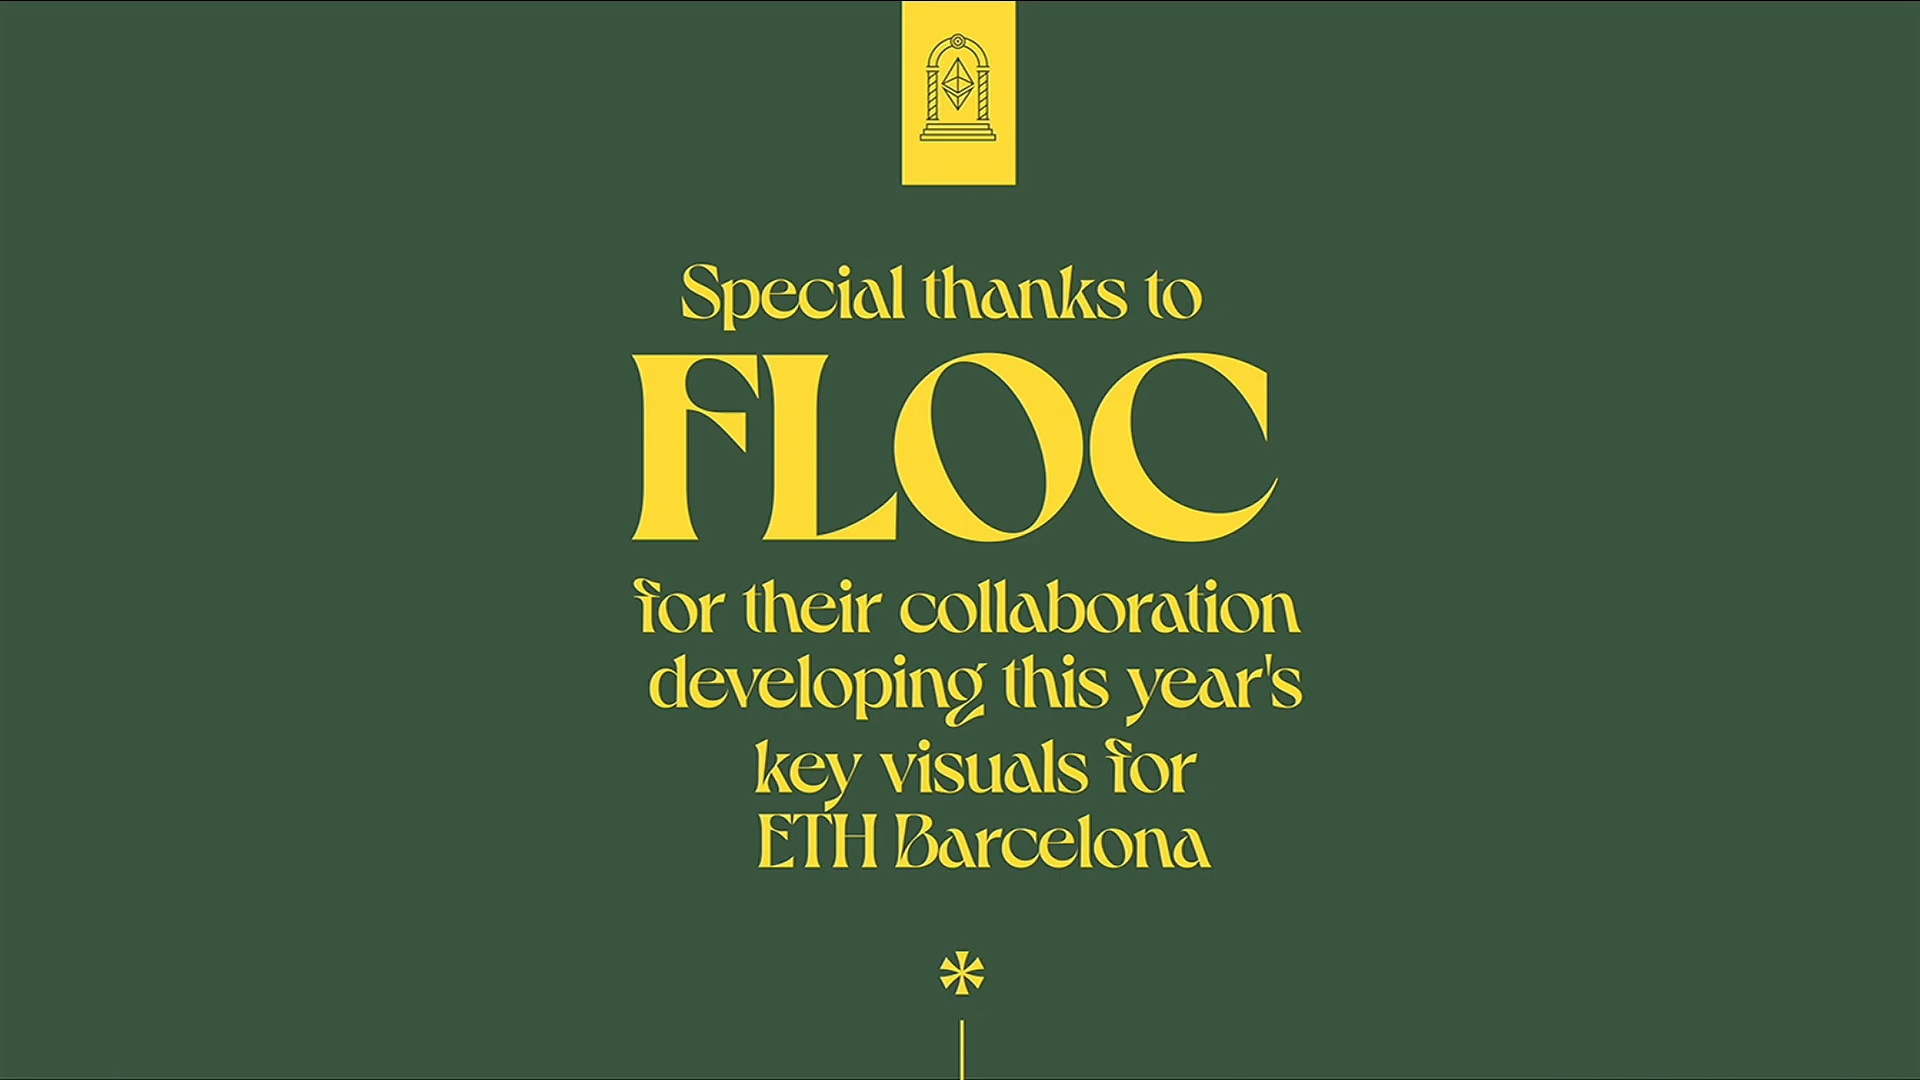 Special thanks to
FLOC
for their collaboration
developing this year's
key visuals for
ETH Barcelona